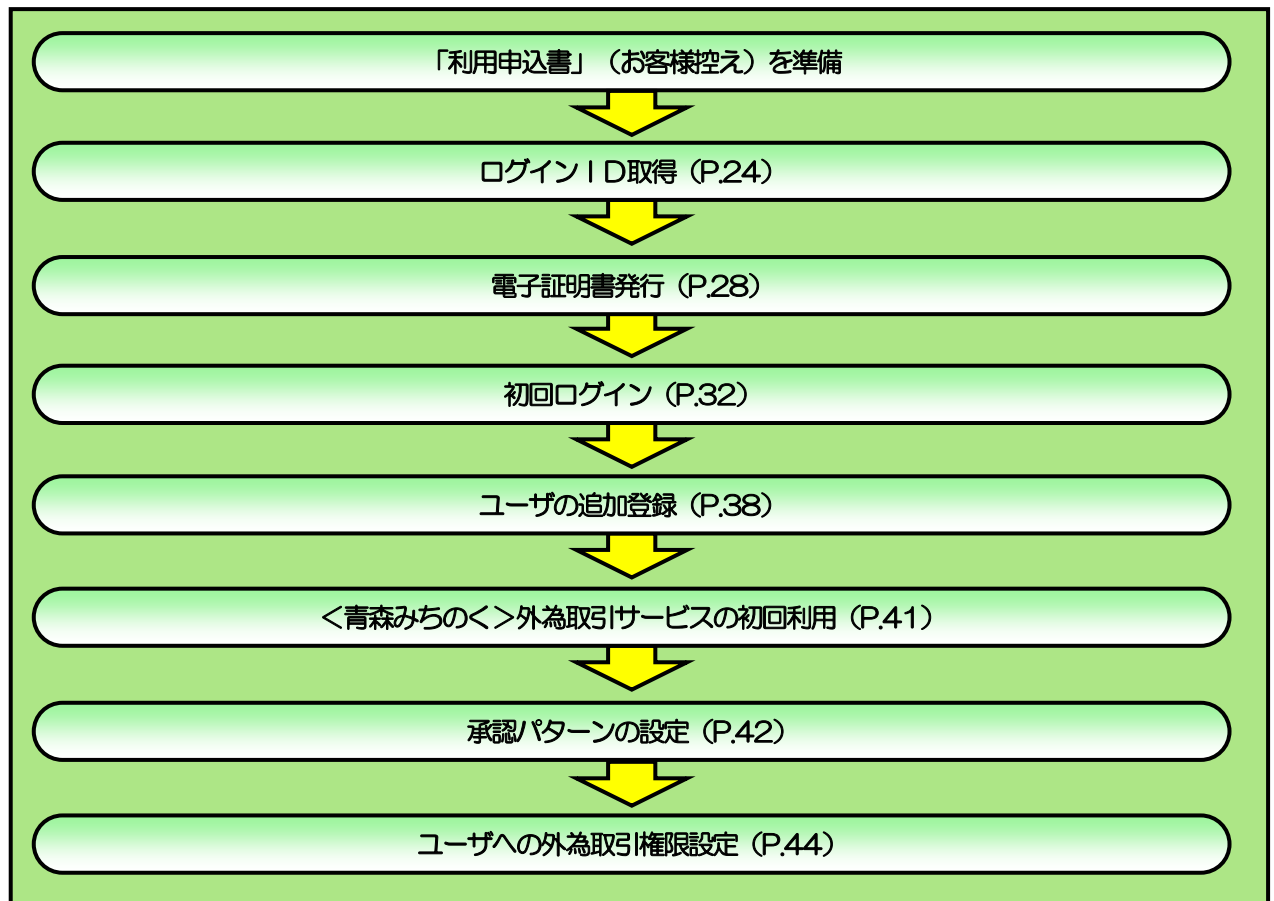 「利用申込書」（お客様控え）を準備
ログインＩＤ取得（P.24）
電子証明書発行（P.28）
初回ログイン（P.32）
ユーザの追加登録（P.38）
＜青森みちのく＞外為取引サービスの初回利用（P.41）
承認パターンの設定（P.42）
ユーザへの外為取引権限設定（P.44）